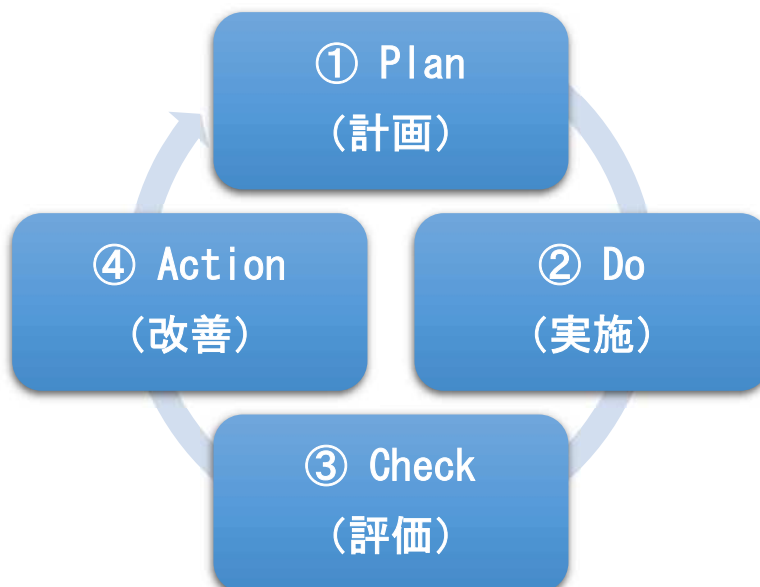 ① Plan
（計画）
② Do
（実施）
③ Check
（評価）
④ Action
（改善）